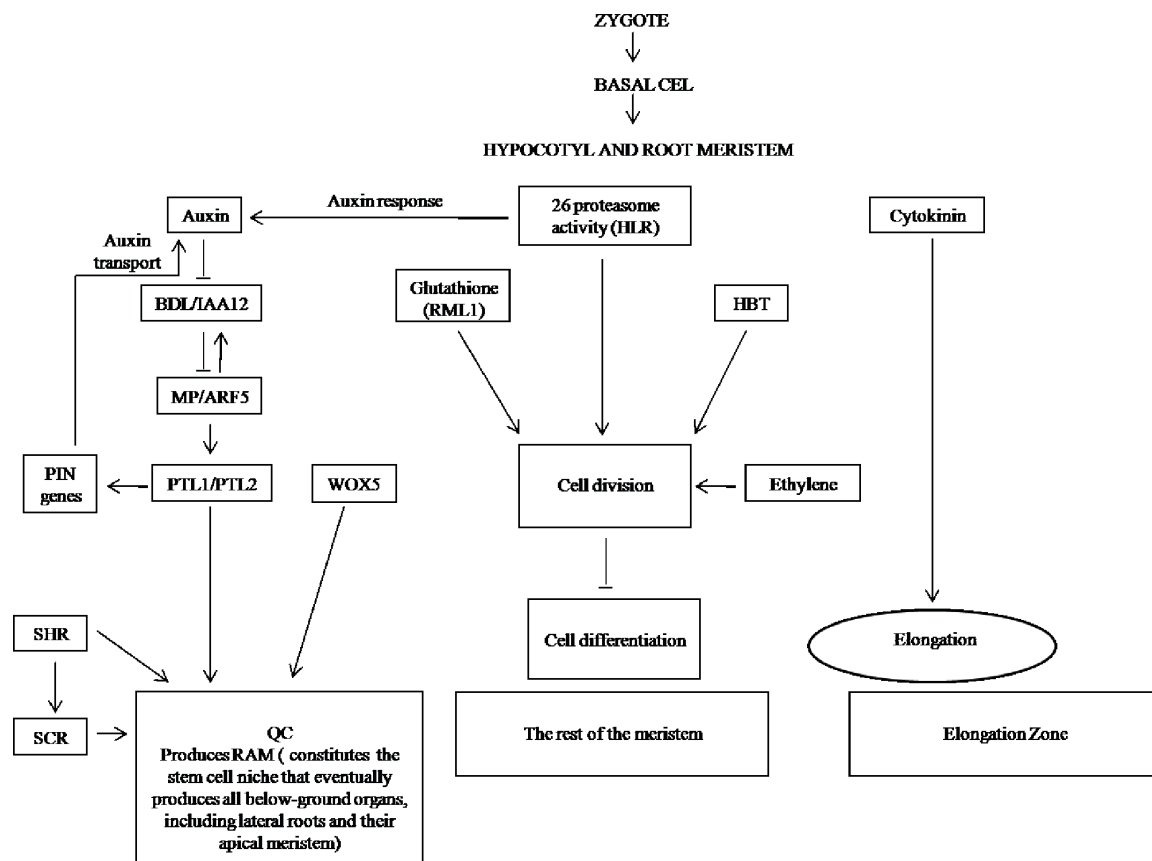 ZYGOTE
BASAL CEL
HYPOCOTYL AND ROOT MERISTEM
Auxin
Auxin response
26 proteasome
activity (HLR)
Cytokinin
Auxin
transport
BDL/IAA12
Glutathione
(RML1)
HBT
MP/ARF5
PIN
genes
PTL1/PTL2
WOX5
Cell division
Ethylene
SHR
Cell differentiation
Elongation
SCR
QC
Produces RAM ( constitutes the
stem cell niche that eventually
produces all below-ground organs,
including lateral roots and their
apical meristem)
The rest of the meristem
Elongation Zone